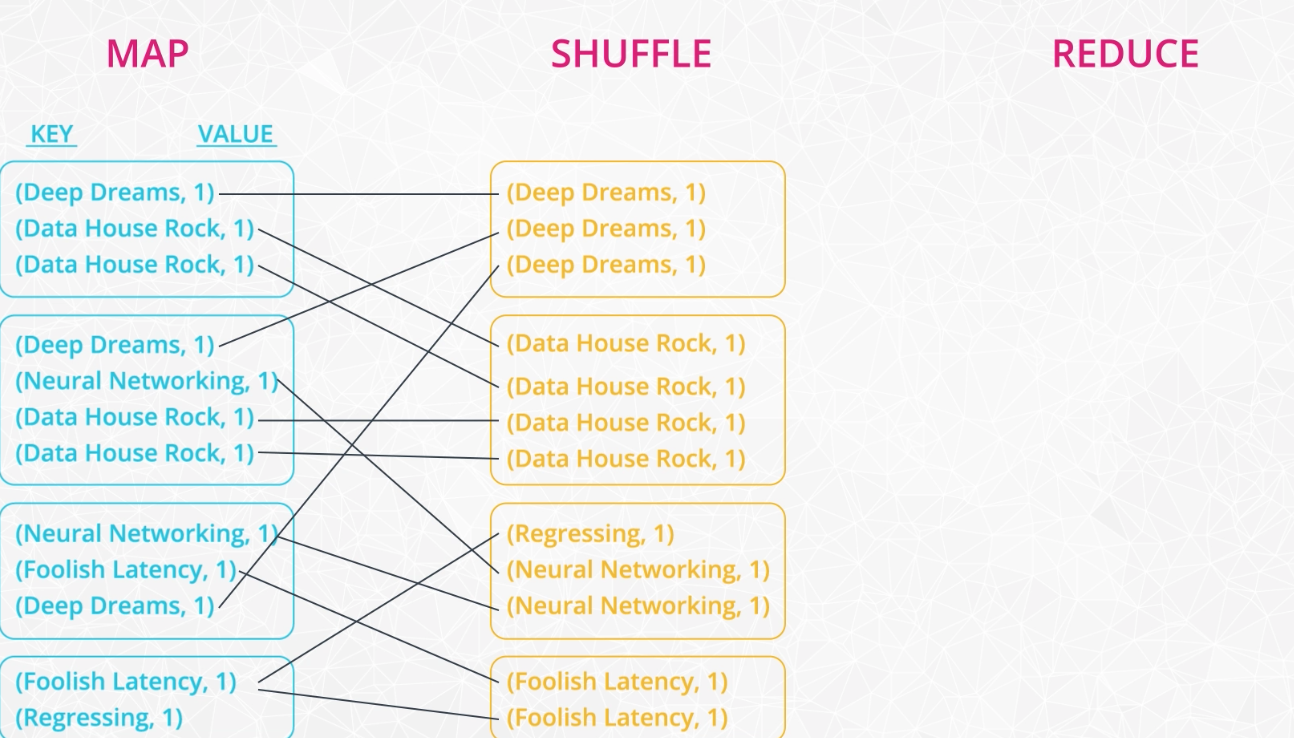 MAP
SHUFFLE
REDUCE
KEY
VALUE
(Deep Dreams, 1)
(Data House Rock, 1)
(Data House Rock, 1)
(Deep Dreams, 1)
(Neural Networking, 1)
(Data House Rock, 1)
(Data House Rock, 1)
(Neural Networking, 1)
(Foolish Latency, 1)
(Deep Dreams, 1)
(Foolish Latency, 1)
(Regressing, 1)
(Deep Dreams, 1)
(Deep Dreams, 1)
(Deep Dreams, 1)
(Data House Rock, 1)
(Data House Rock, 1)
(Data House Rock, 1)
(Data House Rock, 1)
(Regressing, 1)
(Neural Networking, 1)
(Neural Networking, 1)
(Foolish Latency, 1)
(Foolish Latency, 1)